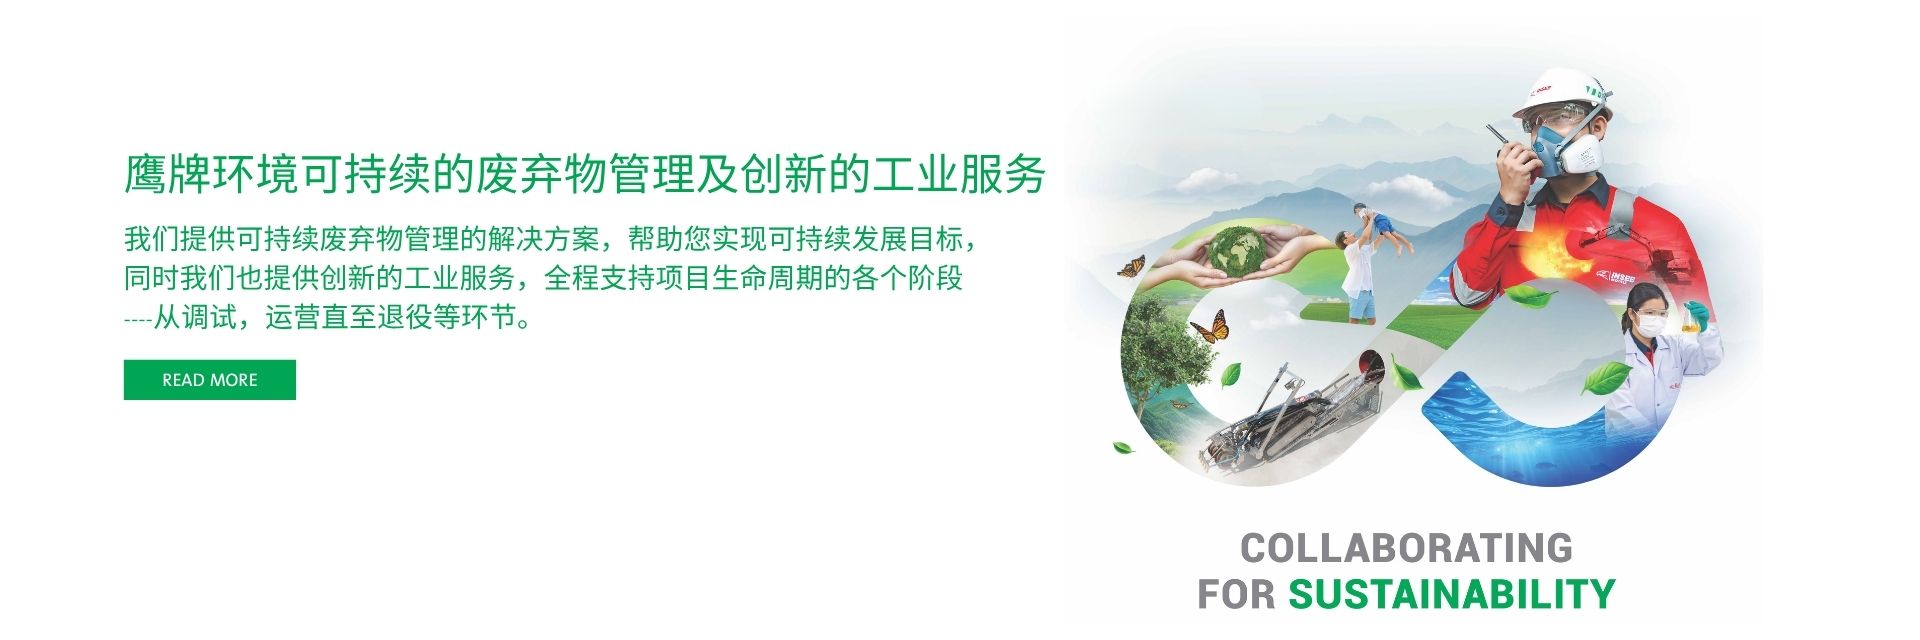 鹰牌环境可持续的废弃物管理及创新的工业服务
我们提供可持续废弃物管理的解决方案，帮助您实现可持续发展目标，
同时我们也提供创新的工业服务，全程支持项目生命周期的各个阶段
----从调试，运营直至退役等环节。
READ MORE
INSEE
COLLABORATING
FOR SUSTAINABILITY